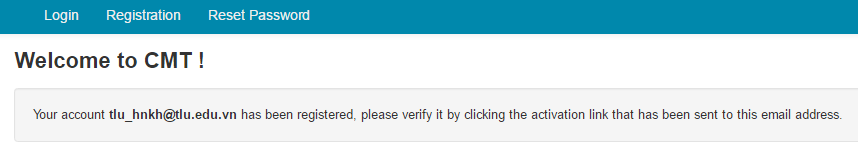 Login Registration Reset Password
Welcome to CMT !
Your account tlu_hnkh@tlu.edu.vn has been registered, please verify it by clicking the activation link that has been sent to this email address.